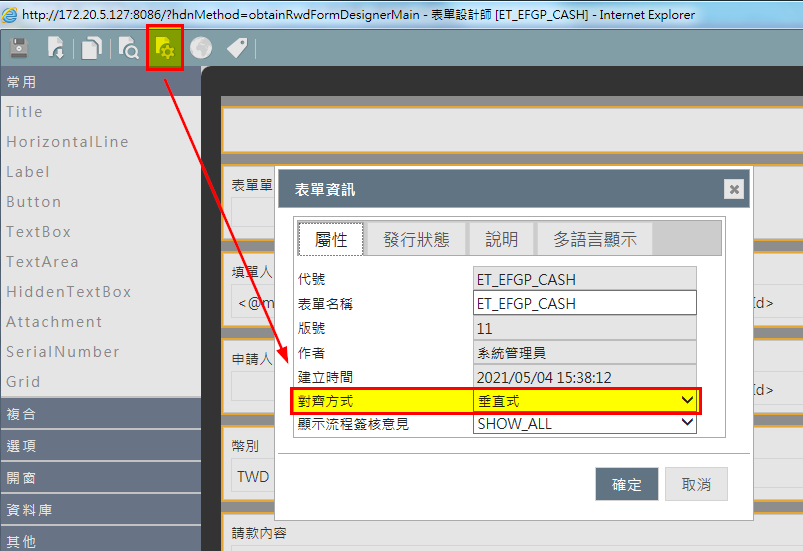 http://172.20.5.127:8086/?hdnMethod=obtainRwdFormDesignerMain - 表單設計師 [ET_EFGP_CASH] - Internet Explorer
常用
Title
HorizontalLine
Label
Button
TextBox
TextArea
HiddenTextBox
Attachment
SerialNumber
Grid
複合
選項
開窗
資料庫
其他
表單單
填單人
<@m
Id>
申請人
Id>
幣別
TWD
請款內容
表單資訊
屬性 發行狀態 說明 多語言顯示
代號 ET_EFGP_CASH
表單名稱 ET_EFGP_CASH
版號 11
作者 系統管理員
建立時間 2021/05/04 15:38:12
對齊方式 垂直式
顯示流程簽核意見 SHOW_ALL
確定 取消